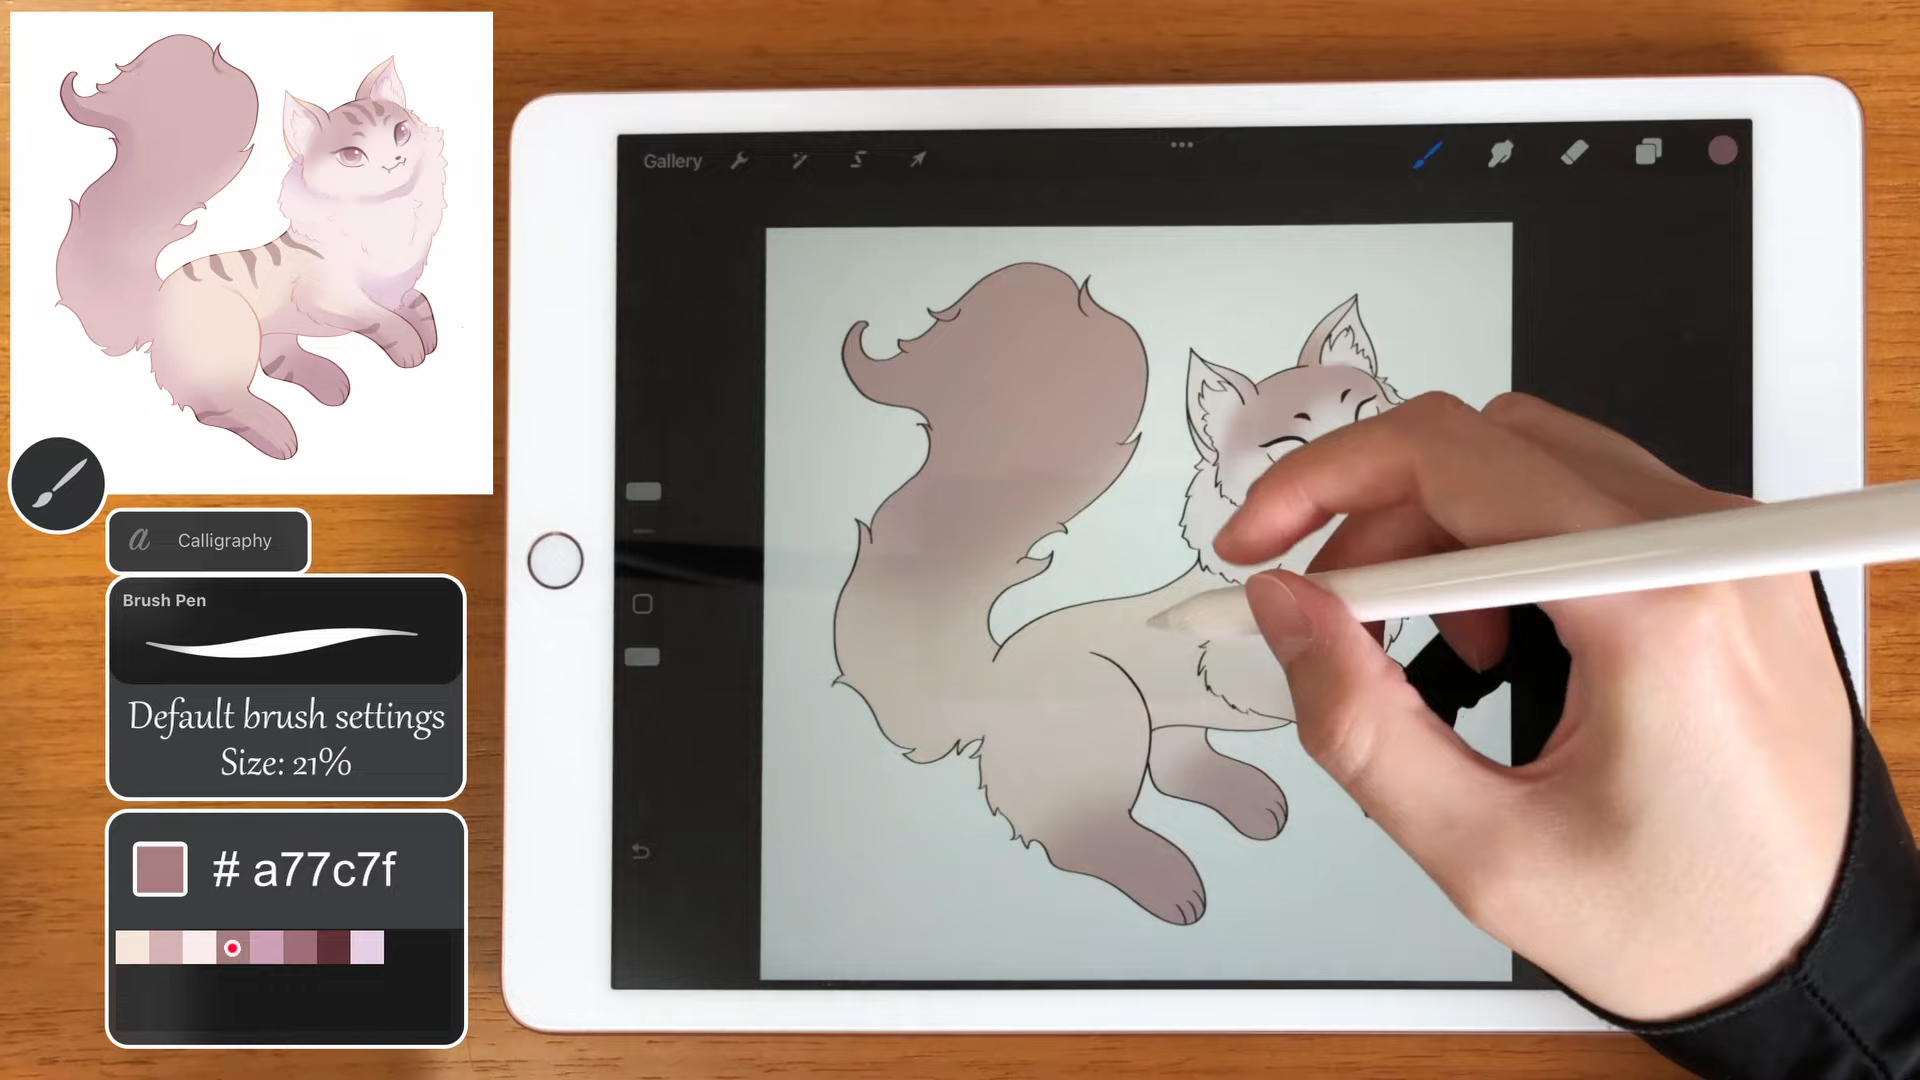 Gallery
a Calligraphy
Brush Pen
Default brush settings
Size: 21%
# a77c7f